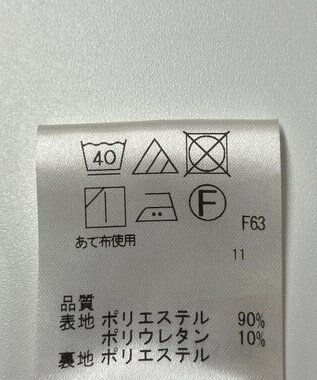 40
F
F63
あて布使用
11
品質
表地 ポリエステル 90%
ポリウレタン 10%
裏地 ポリエステル